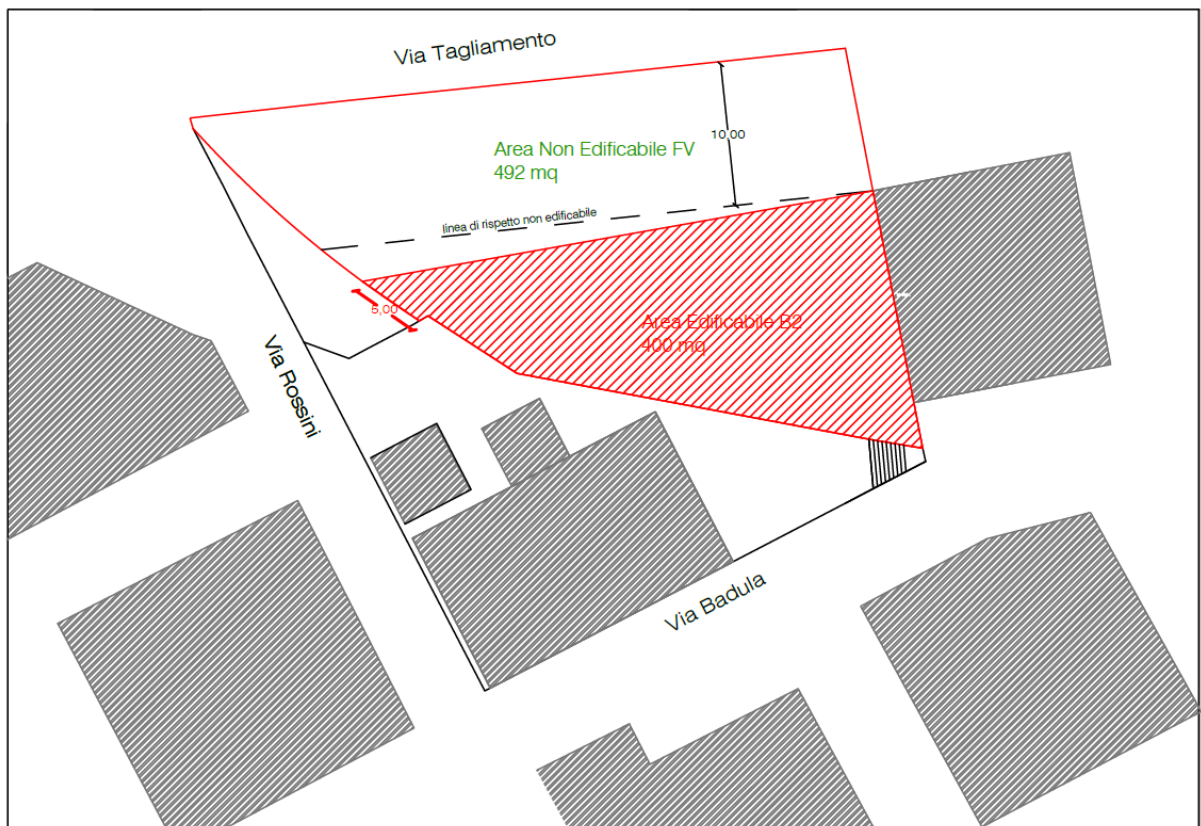 Via Tagliamento
10,00
Area Non Edificabile FV
492 mq
linea di rispetto non edificabile
5,00
Area Edificabile B2
400 mq
Via Rossini
Via Badula